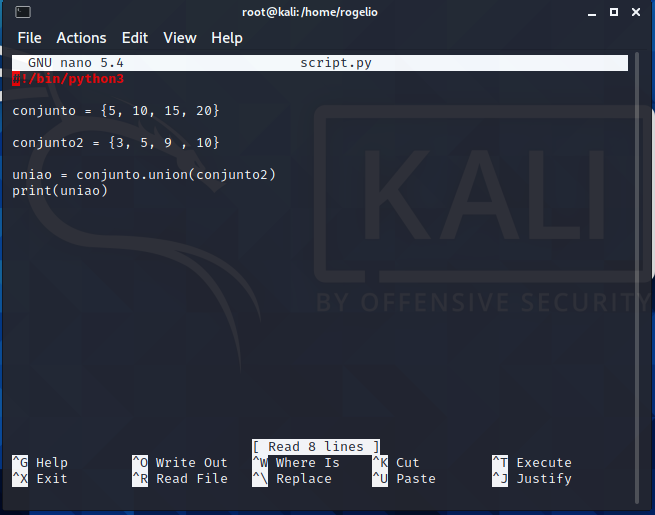 root@kali:/home/rogelio
File Actions Edit View Help
GNU nano 5.4 script.py
#!/bin/python3
conjunto = {5, 10, 15, 20}
conjunto2 = {3, 5, 9 , 10}
uniao = conjunto.union(conjunto2)
print(uniao)
KALI
BY OFFENSIVE SECURITY
[ Read 8 lines ]
^G Help ^O Write Out ^W Where Is ^K Cut ^T Execute
^X Exit ^R Read File ^\ Replace ^U Paste ^J Justify